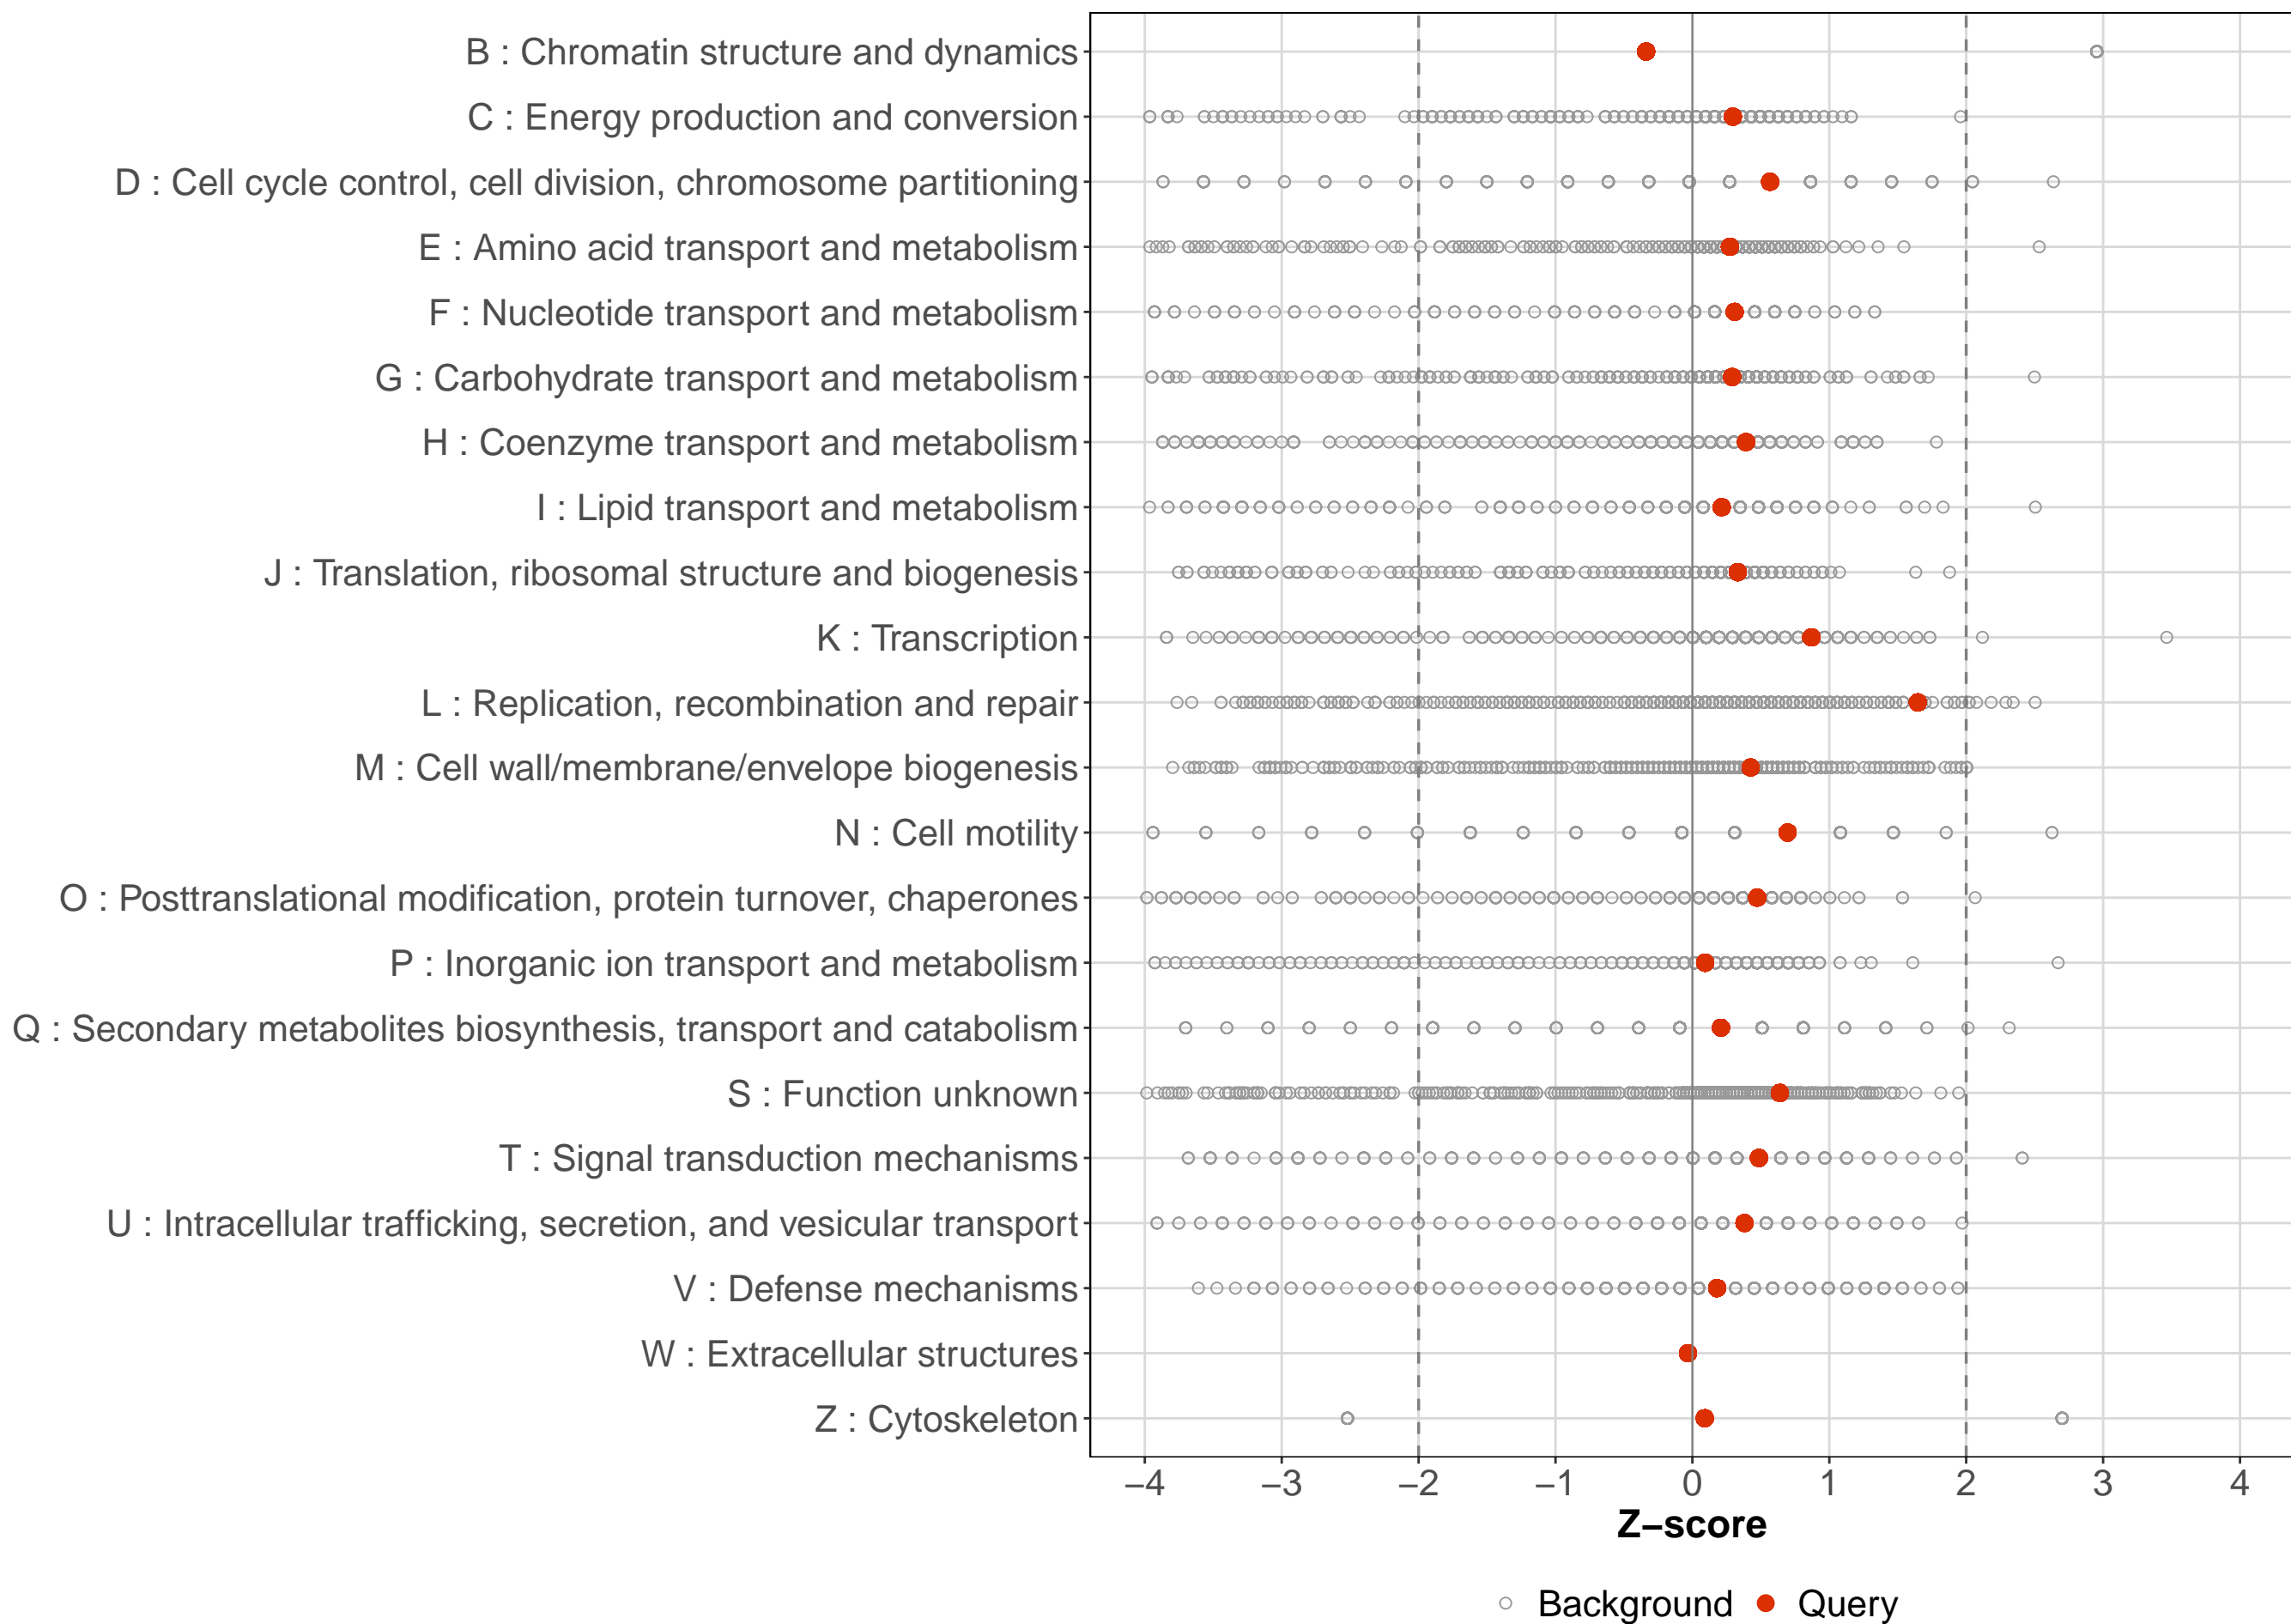 B : Chromatin structure and dynamics
C : Energy production and conversion
D : Cell cycle control, cell division, chromosome partitioning
E : Amino acid transport and metabolism
F : Nucleotide transport and metabolism
G : Carbohydrate transport and metabolism
H : Coenzyme transport and metabolism
I : Lipid transport and metabolism
J : Translation, ribosomal structure and biogenesis
K : Transcription
L : Replication, recombination and repair
M : Cell wall/membrane/envelope biogenesis
N : Cell motility
O : Posttranslational modification, protein turnover, chaperones
P : Inorganic ion transport and metabolism
Q : Secondary metabolites biosynthesis, transport and catabolism
S : Function unknown
T : Signal transduction mechanisms
U : Intracellular trafficking, secretion, and vesicular transport
V : Defense mechanisms
W : Extracellular structures
Z : Cytoskeleton
−4 −3 −2 −1 0 1 2 3 4
Z−score
Background Query